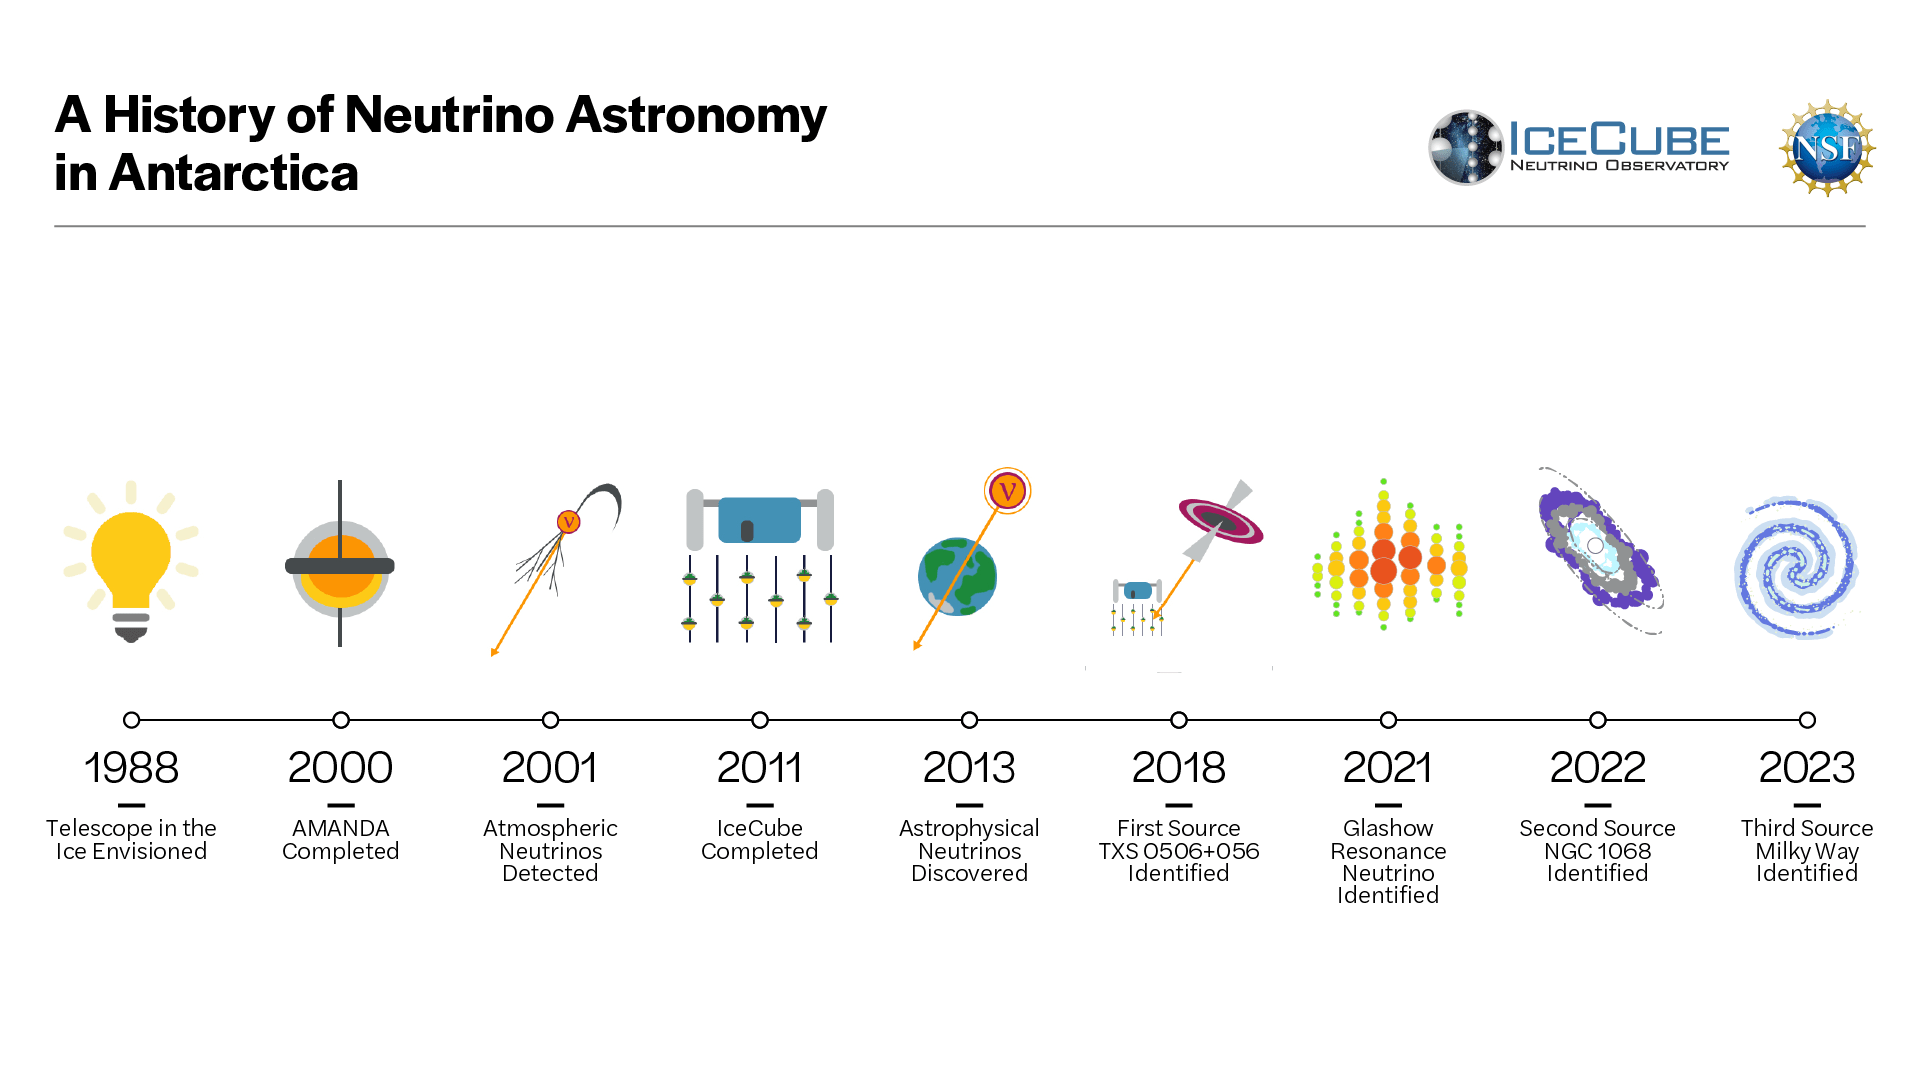 A History of Neutrino Astronomy
in Antarctica
ICECUBE
NEUTRINO OBSERVATORY
NSF
ν
ν
1988
Telescope in the
Ice Envisioned
2000
AMANDA
Completed
2001
Atmospheric
Neutrinos
Detected
2011
IceCube
Completed
2013
Astrophysical
Neutrinos
Discovered
2018
First Source
TXS 0506+056
Identified
2021
Glashow
Resonance
Neutrino
Identified
2022
Second Source
NGC 1068
Identified
2023
Third Source
Milky Way
Identified